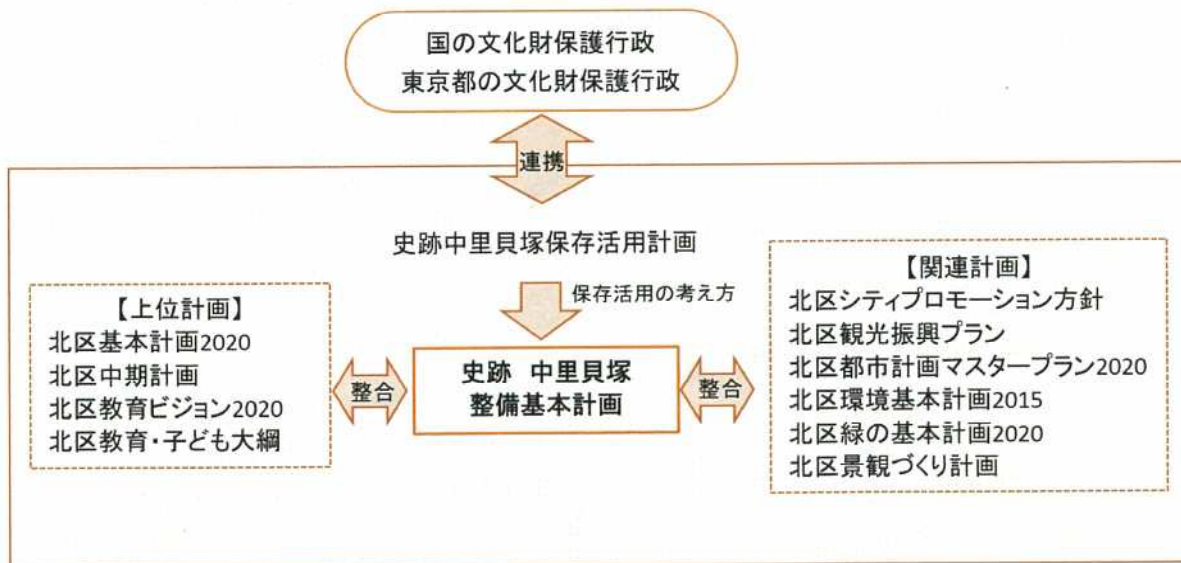 国の文化財保護行政
東京都の文化財保護行政
連携
史跡中里貝塚保存活用計画
保存活用の考え方
【上位計画】
北区基本計画2020
北区中期計画
北区教育ビジョン2020
北区教育・子ども大綱
整合
史跡 中里貝塚
整備基本計画
整合
【関連計画】
北区シティプロモーション方針
北区観光振興プラン
北区都市計画マスタープラン2020
北区環境基本計画2015
北区緑の基本計画2020
北区景観づくり計画